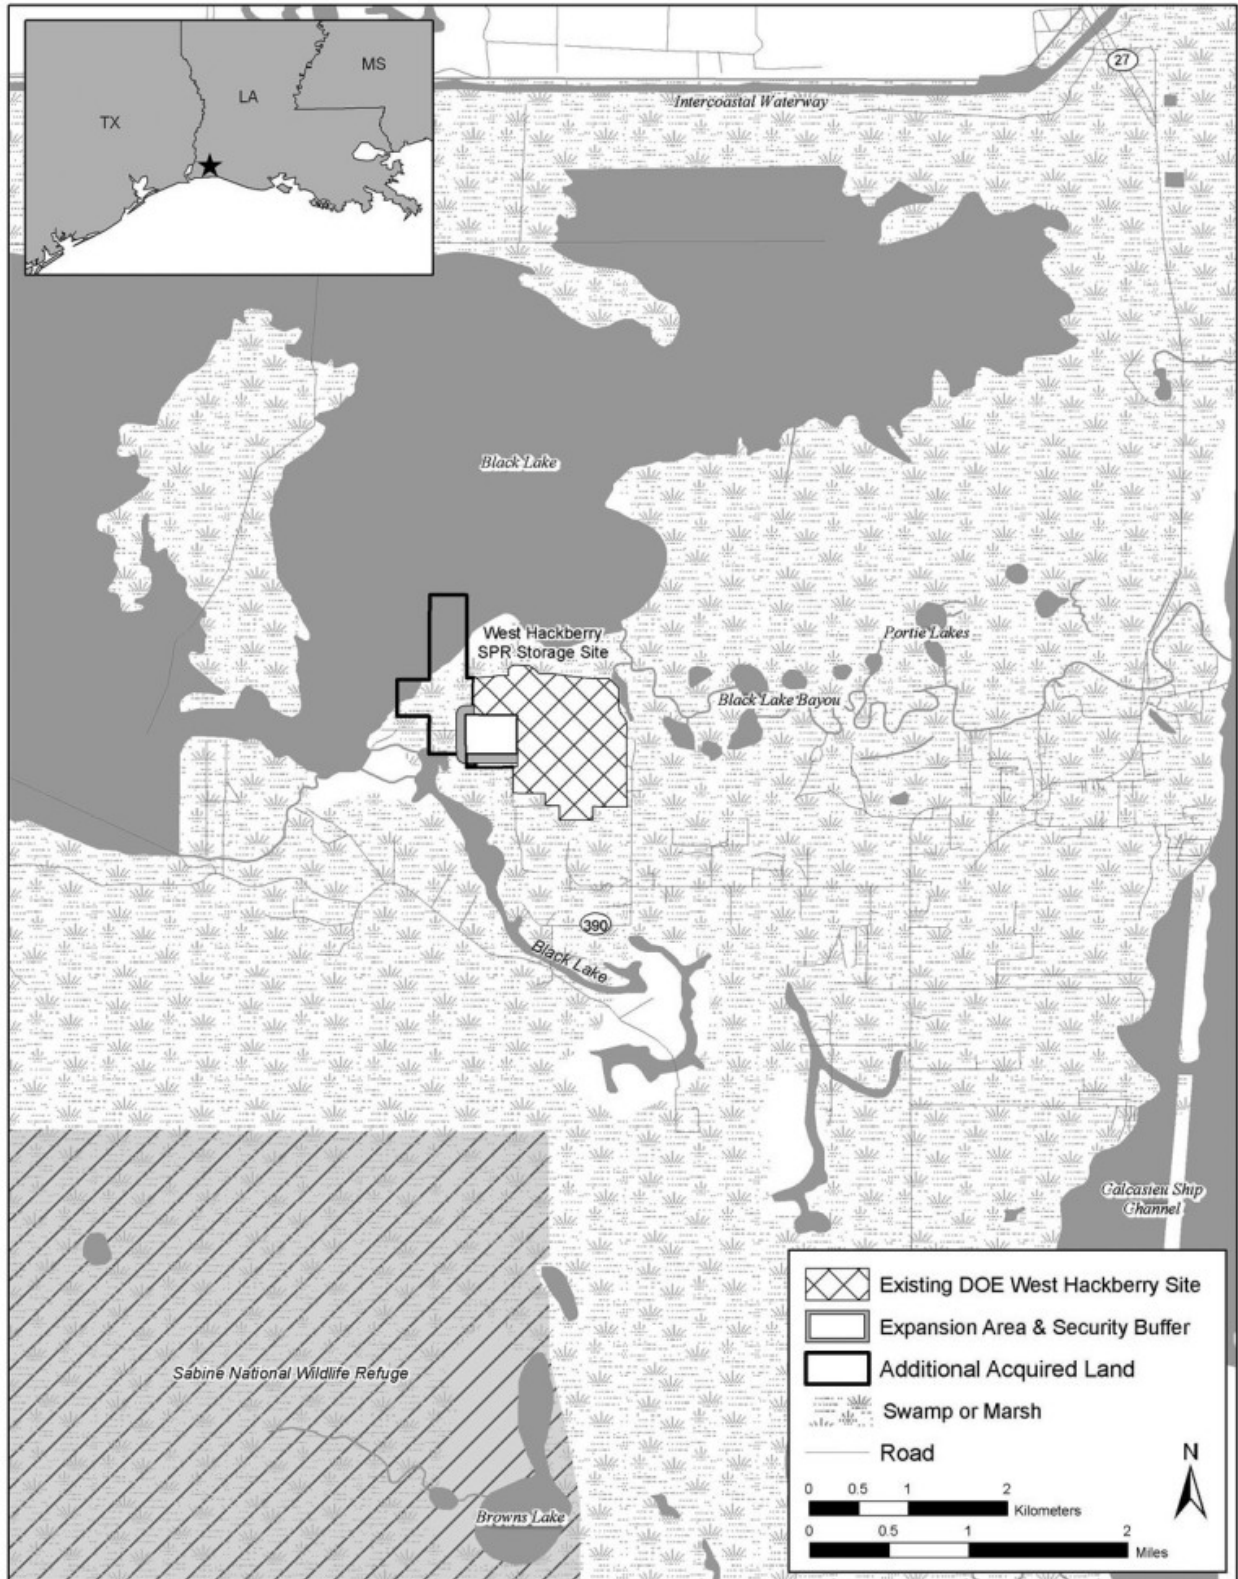 MS
LA
TX
27
Intercoastal Waterway
Black Lake
West Hackberry
SPR Storage Site
Portie Lakes
Black Lake Bayou
390
Black Lake
Calcasieu Ship
Channel
Sabine National Wildlife Refuge
Browns Lake
Existing DOE West Hackberry Site
Expansion Area & Security Buffer
Additional Acquired Land
Swamp or Marsh
Road
N
0 0.5 1 2
Kilometers
0 0.5 1 2
Miles